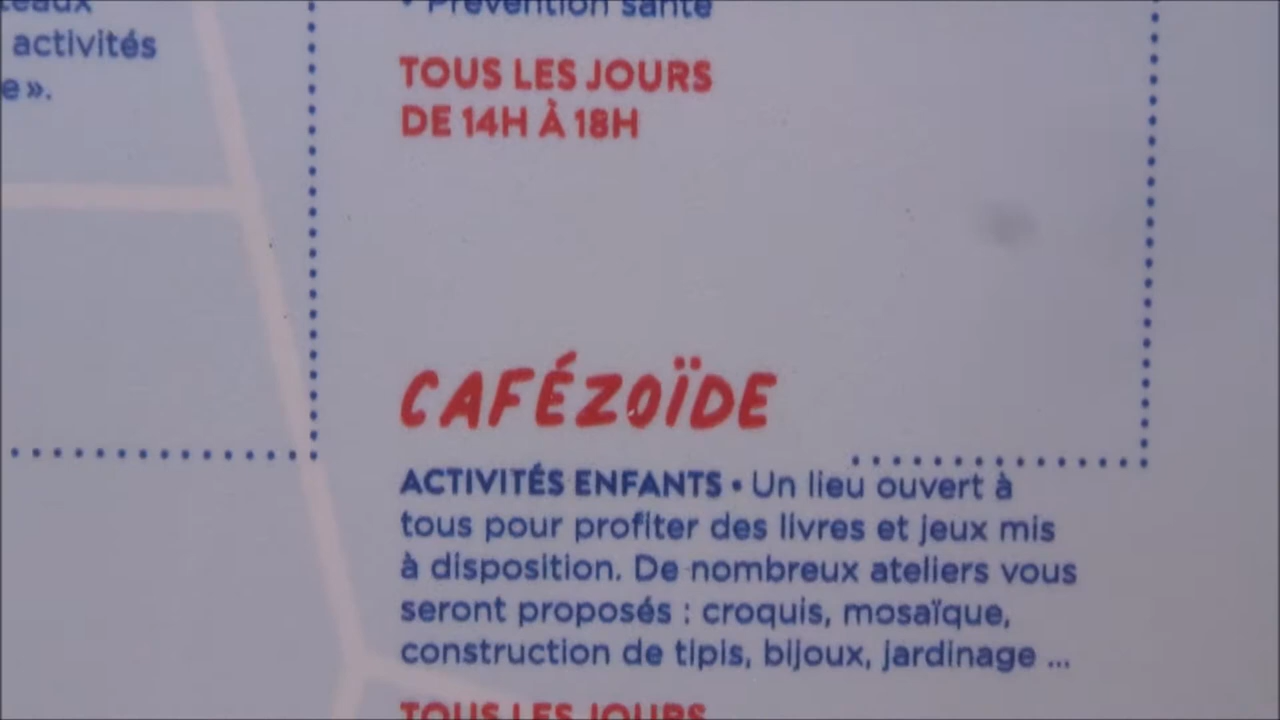 activités
e ».
• Prévention santé
TOUS LES JOURS
DE 14H À 18H
CAFÉZOÏDE
ACTIVITÉS ENFANTS • Un lieu ouvert à
tous pour profiter des livres et jeux mis
à disposition. De nombreux ateliers vous
seront proposés : croquis, mosaïque,
construction de tipis, bijoux, jardinage ...
TOUS LES JOURS